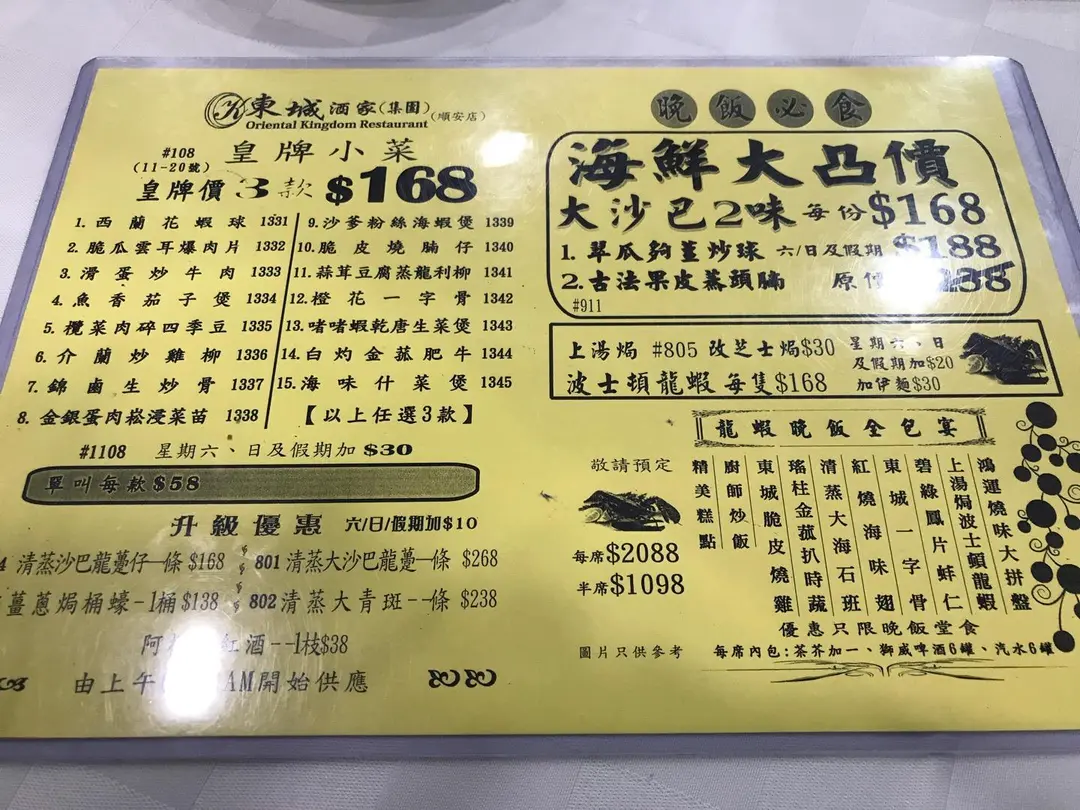 東城酒家(集團)(順安店)
Oriental Kingdom Restaurant
#108
(11-20號)
皇牌小菜
皇牌價3款$168
1.西蘭花蝦球 1331
2.脆瓜雲耳爆肉片 1332
3.滑蛋炒牛肉 1333
4.魚香茄子煲 1334
5.欖菜肉碎四季豆 1335
6.介蘭炒雞柳 1336
7.錦鹵生炒骨 1337
8.金銀蛋肉崧浸菜苗 1338
9.沙爹粉絲海蝦煲 1339
10.脆皮燒腩仔 1340
11.蒜茸豆腐蒸龍利柳 1341
12.橙花一字骨 1342
13.啫啫蝦乾唐生菜煲 1343
14.白灼金菰肥牛 1344
15.海味什菜煲 1345
【以上任選3款】
#1108 星期六、日及假期加$30
單叫每款$58
升級優惠 六/日/假期加$10
清蒸沙巴龍躉仔一條 $168
801清蒸大沙巴龍躉一條 $268
薑蔥焗桶蠔-1桶$138
802清蒸大青斑--條 $238
紅酒--1枝$38
由上午 AM開始供應
晚飯必食
海鮮大凸價
大沙巴2味 每份$168
1.翠瓜夠薑炒球 六/日及假期 $188
2.古法果皮蒸頭腩 原價
#911
上湯焗 #805 改芝士焗$30
波士頓龍蝦 每隻$168
星期六、日
及假期加$20
加伊麵$30
龍蝦晚飯全包宴
敬請預定
每席$2088
半席$1098
鴻運燒味大拼盤
上湯焗波士頓龍蝦
碧綠鳳片蚌仁
東城一字骨
紅燒海味翅
清蒸大海石班
瑤柱金菰扒時蔬
東城脆皮燒雞
廚師炒飯
精美糕點
優惠只限晚飯堂食
圖片只供參考
每席內包:茶芥加一、獅威啤酒6罐、汽水6罐